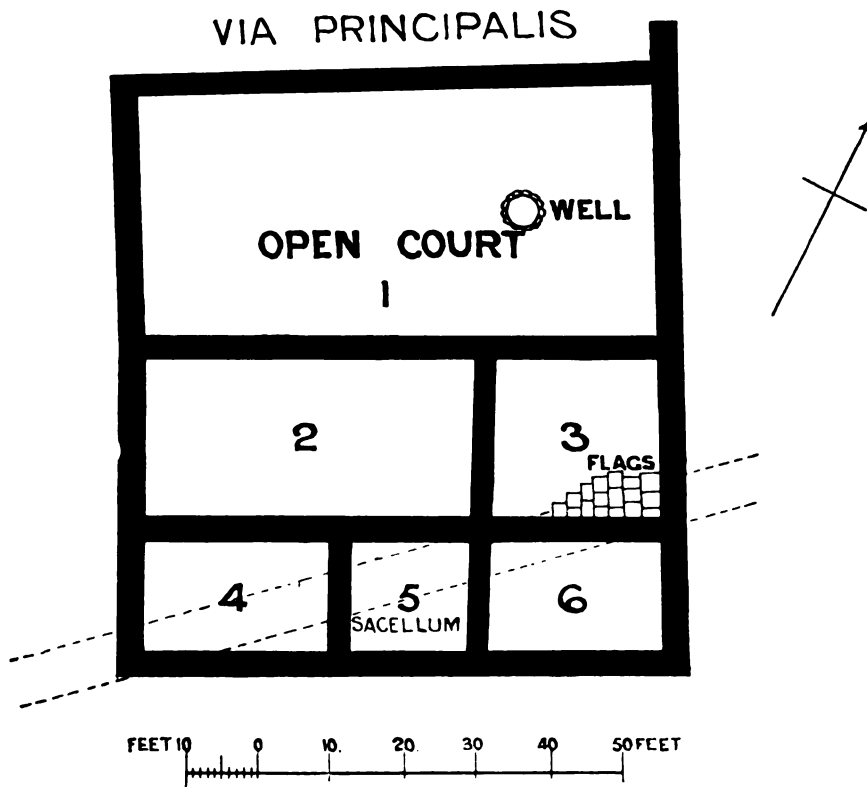 VIA PRINCIPALIS
WELL
OPEN COURT
1
2
3
FLAGS
4
5
6
SACELLUM
FEET 10 0 10. 20. 30 40 50 FEET